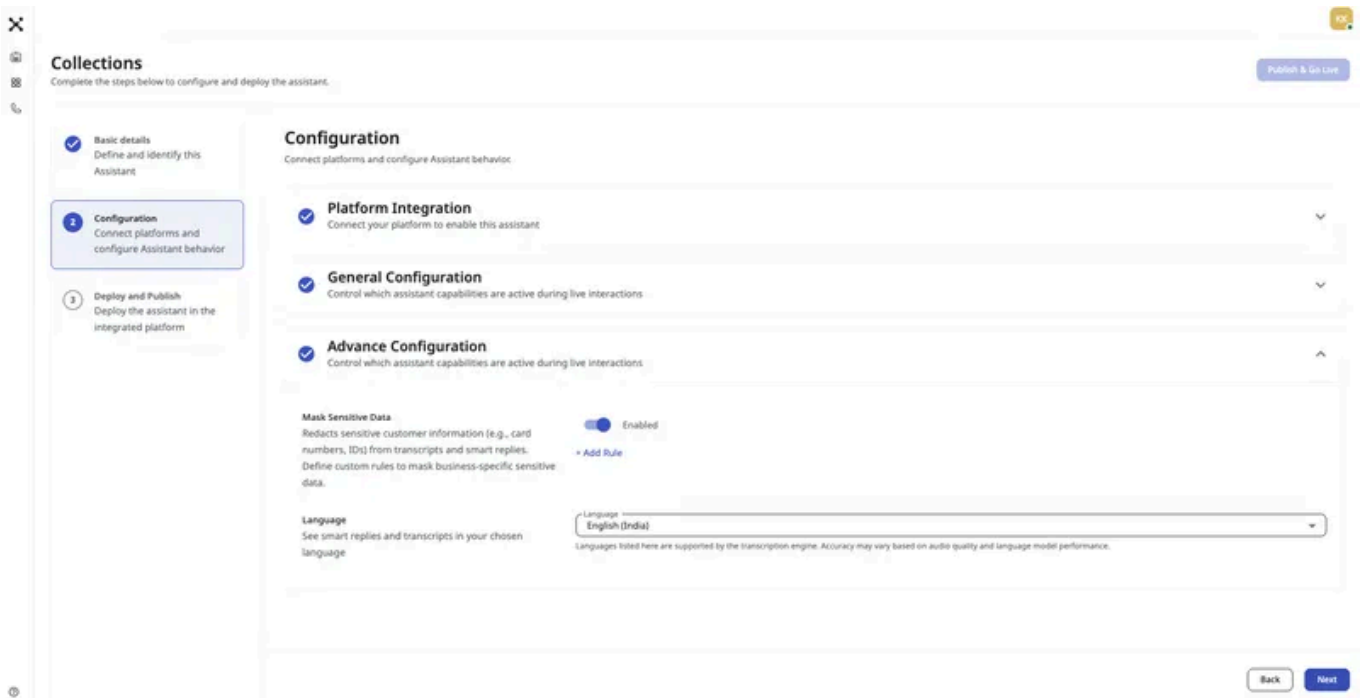 KK
Collections
Complete the steps below to configure and deploy the assistant.
Publish & Go Live
Basic details
Define and identify this
Assistant
2
Configuration
Connect platforms and
configure Assistant behavior
3
Deploy and Publish
Deploy the assistant in the
integrated platform
Configuration
Connect platforms and configure Assistant behavior.
Platform Integration
Connect your platform to enable this assistant
General Configuration
Control which assistant capabilities are active during live interactions
Advance Configuration
Control which assistant capabilities are active during live interactions
Mask Sensitive Data
Redacts sensitive customer information (e.g., card
numbers, IDs) from transcripts and smart replies.
Define custom rules to mask business-specific sensitive
data.
Enabled
+ Add Rule
Language
See smart replies and transcripts in your chosen
language
Language
English (India)
Languages listed here are supported by the transcription engine. Accuracy may vary based on audio quality and language model performance.
Back
Next